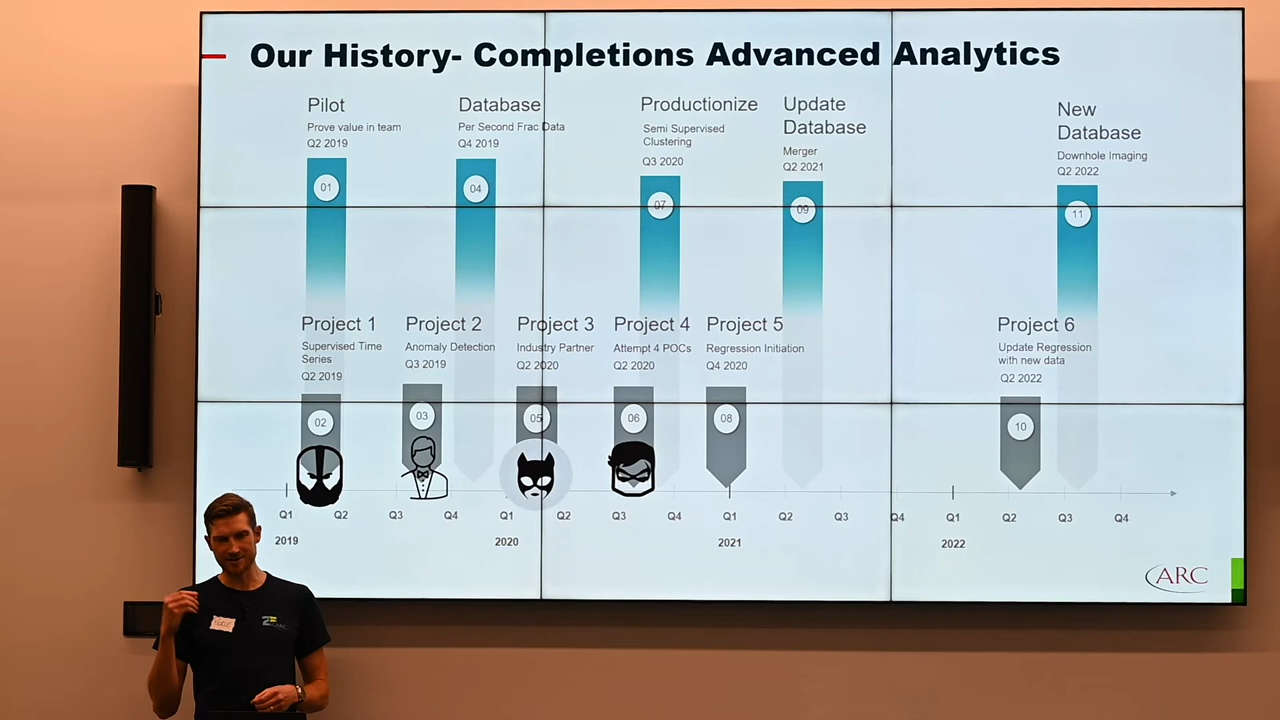 Our History- Completions Advanced Analytics
Pilot
Prove value in team
Q2 2019
01
Database
Per Second Frac Data
Q4 2019
04
Productionize
Semi Supervised
Clustering
Q3 2020
07
Update
Database
Merger
Q2 2021
09
New
Database
Downhole Imaging
Q2 2022
11
Project 1
Supervised Time
Series
Q2 2019
02
Project 2
Anomaly Detection
Q3 2019
03
Project 3
Industry Partner
Q2 2020
05
Project 4
Attempt 4 POCs
Q2 2020
06
Project 5
Regression Initiation
Q4 2020
08
Project 6
Update Regression
with new data
Q2 2022
10
Q1 Q2 Q3 Q4 Q1 Q2 Q3 Q4 Q1 Q2 Q3 Q4 Q1 Q2 Q3 Q4
2019 2020 2021 2022
ARC